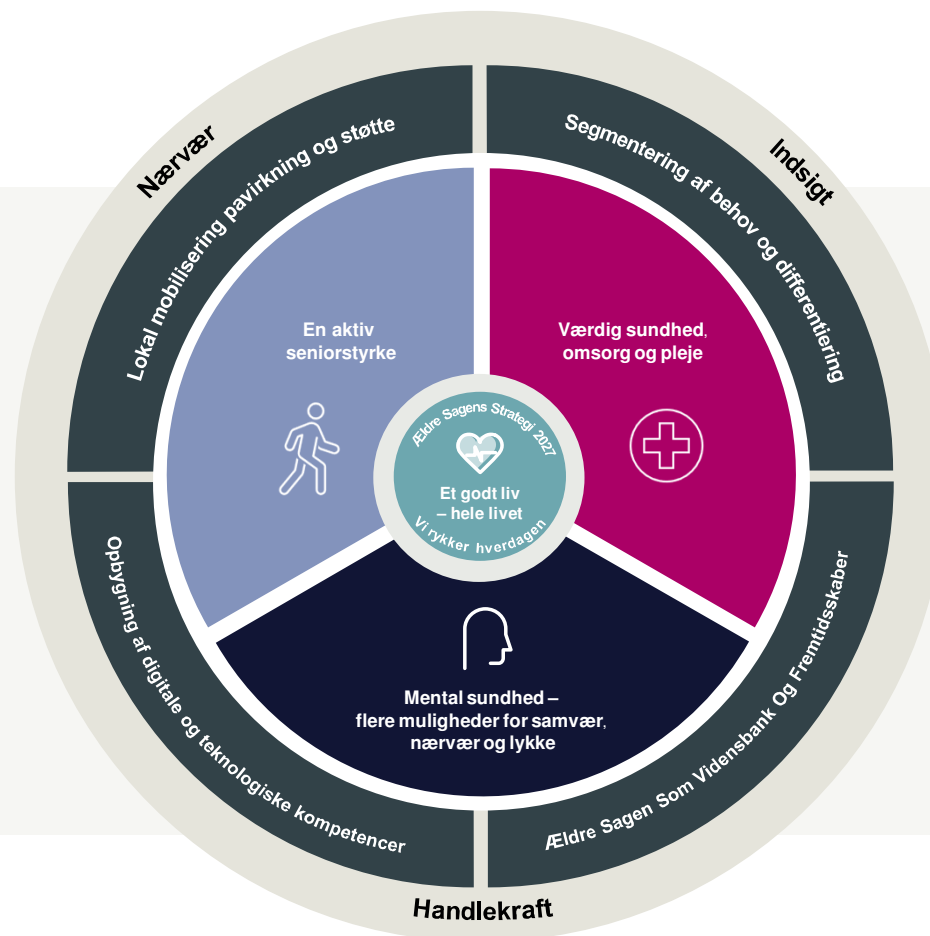 Nærvær
Indsigt
Lokal mobilisering pavirkning og støtte
Segmentering af behov og differentiering
En aktiv
seniorstyrke
Værdig sundhed,
omsorg og pleje
Ældre Sagens Strategi 2027
Et godt liv
– hele livet
Vi rykker hverdagen
Mental sundhed –
flere muligheder for samvær,
nærvær og lykke
Opbygning af digitale og teknologiske kompetencer
Ældre Sagen Som Vidensbank Og Fremtidsskaber
Handlekraft